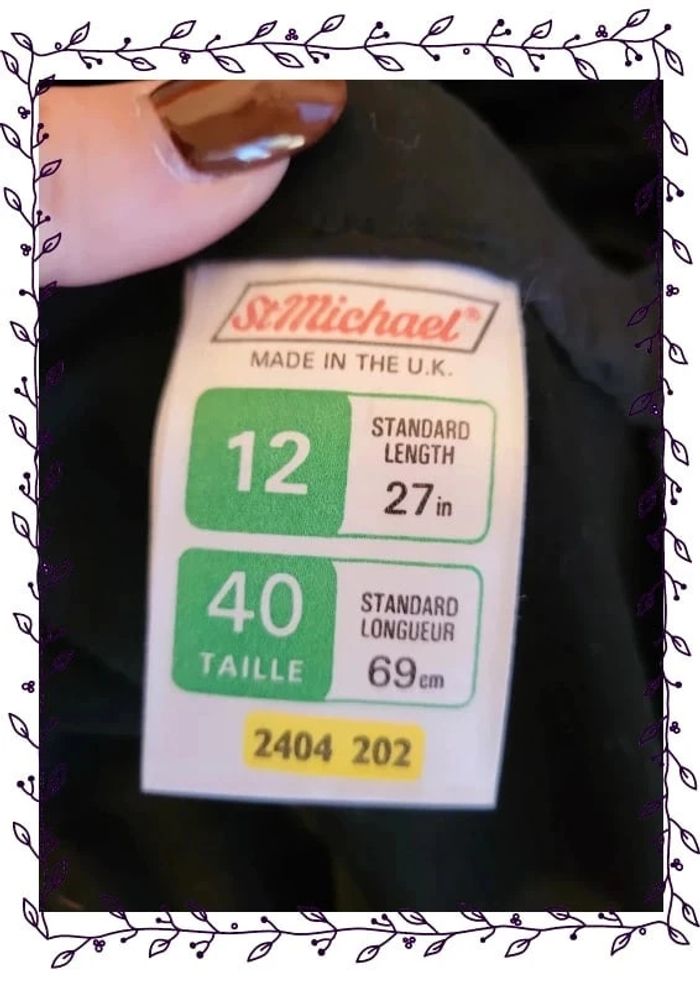 StMichael®
MADE IN THE U.K.
12
STANDARD
LENGTH
27in
40
TAILLE
STANDARD
LONGUEUR
69cm
2404 202